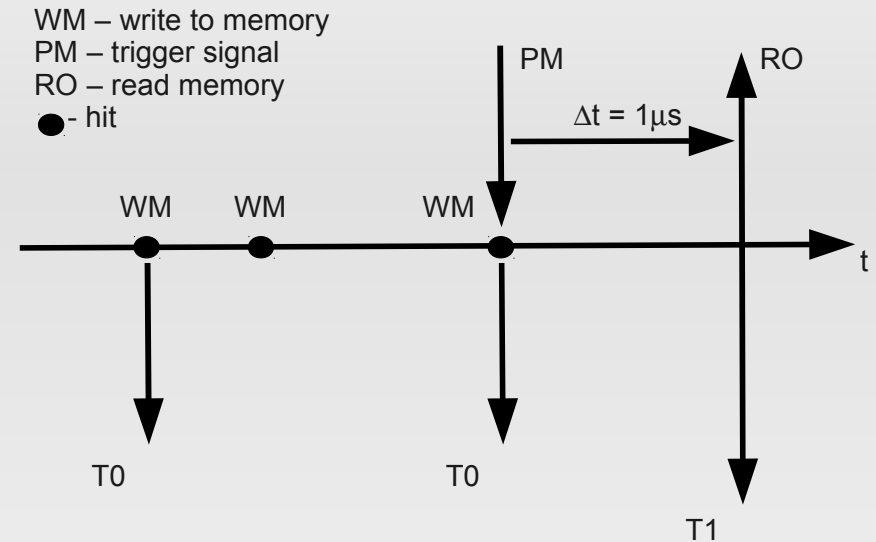 WM – write to memory
PM – trigger signal
RO – read memory
- hit
PM
RO
Δt = 1μs
WM WM WM
t
T0 T0
T1